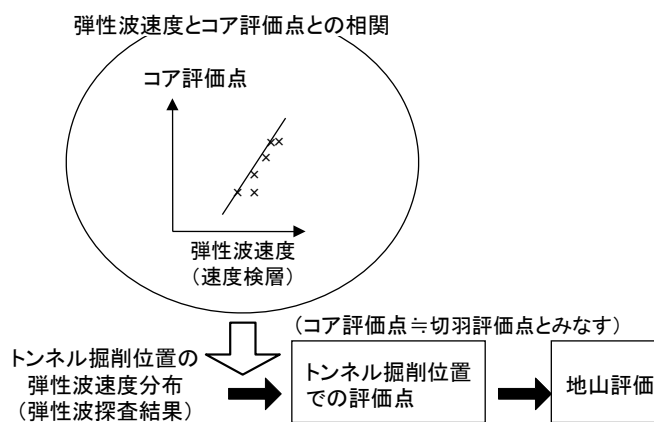 弾性波速度とコア評価点との相関
コア評価点
弾性波速度
（速度検層）
（コア評価点≒切羽評価点とみなす）
トンネル掘削位置の
弾性波速度分布
（弾性波探査結果）
トンネル掘削位置
での評価点
地山評価